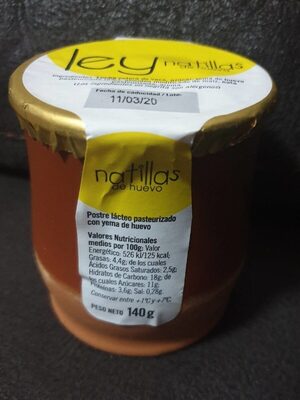 ley natillas
Fecha de caducidad / Lote:
11/03/20
natillas
de huevo
Postre lácteo pasteurizado
con yema de huevo
Valores Nutricionales
medios por 100g: Valor
Energético: 526 kJ/125 kcal;
Grasas: 4,4g; de los cuales
Ácidos Grasos Saturados: 2,5g;
Hidratos de Carbono: 18g; de
los cuales Azúcares: 11g;
Proteínas: 3,6g; Sal: 0,28g.
Conservar entre +1ºC y +7ºC
PESO NETO 140g